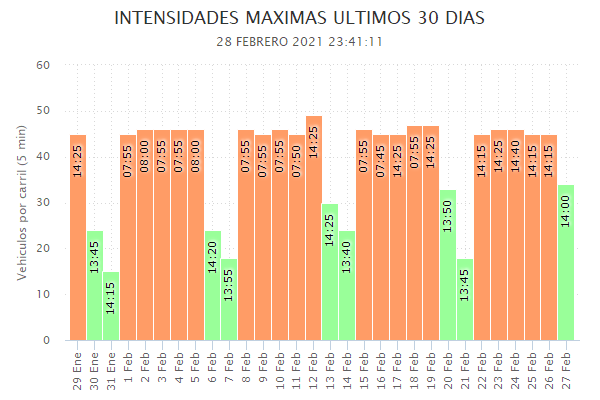 INTENSIDADES MAXIMAS ULTIMOS 30 DIAS
28 FEBRERO 2021 23:41:11
Vehiculos por carril (5 min)
60
50
40
30
20
10
0
14:25
13:45
14:15
07:55
08:00
07:55
07:55
08:00
14:20
13:55
07:55
07:55
07:55
07:50
14:25
14:25
13:40
07:55
07:45
14:25
07:55
14:25
13:50
13:45
14:15
14:25
14:40
14:15
14:15
14:00
29 Ene
30 Ene
31 Ene
1 Feb
2 Feb
3 Feb
4 Feb
5 Feb
6 Feb
7 Feb
8 Feb
9 Feb
10 Feb
11 Feb
12 Feb
13 Feb
14 Feb
15 Feb
16 Feb
17 Feb
18 Feb
19 Feb
20 Feb
21 Feb
22 Feb
23 Feb
24 Feb
25 Feb
26 Feb
27 Feb